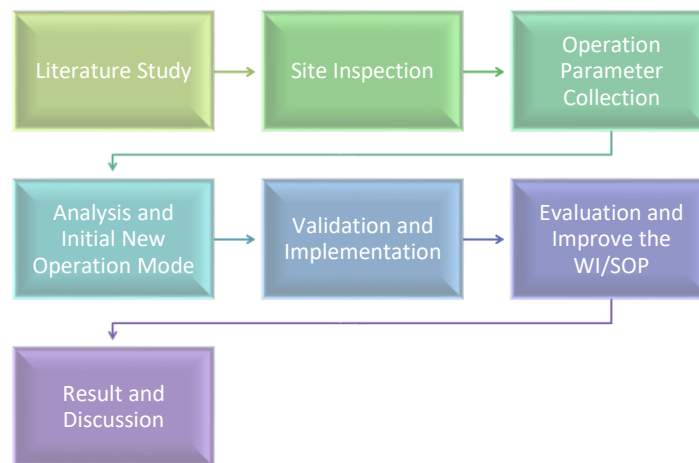 Literature Study
Site Inspection
Operation
Parameter
Collection
Analysis and
Initial New
Operation Mode
Validation and
Implementation
Evaluation and
Improve the
WI/SOP
Result and
Discussion